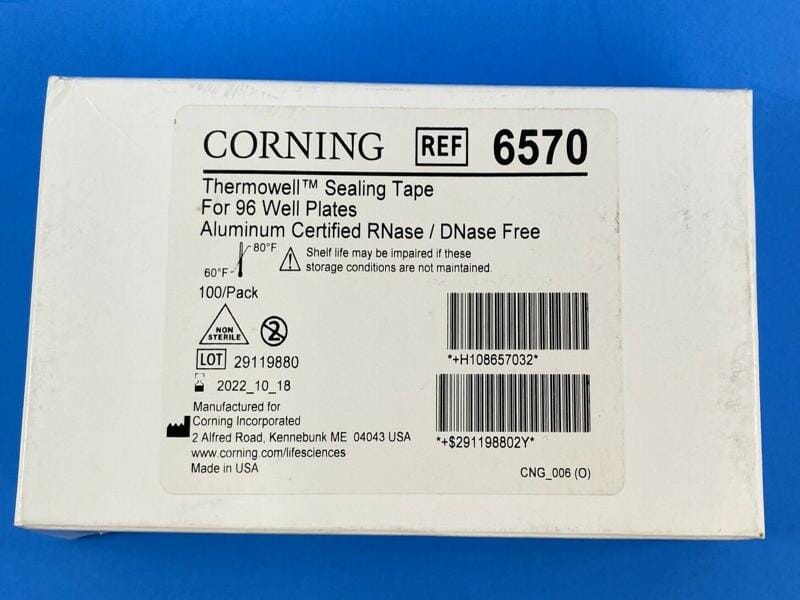 CORNING REF 6570
Thermowell™ Sealing Tape
For 96 Well Plates
Aluminum Certified RNase / DNase Free
80°F
60°F
Shelf life may be impaired if these
storage conditions are not maintained.
100/Pack
NON
STERILE
2
LOT 29119880
2022_10_18
*+H108657032*
Manufactured for
Corning Incorporated
2 Alfred Road, Kennebunk ME 04043 USA
www.corning.com/lifesciences
Made in USA
*+$291198802Y*
CNG_006 (O)